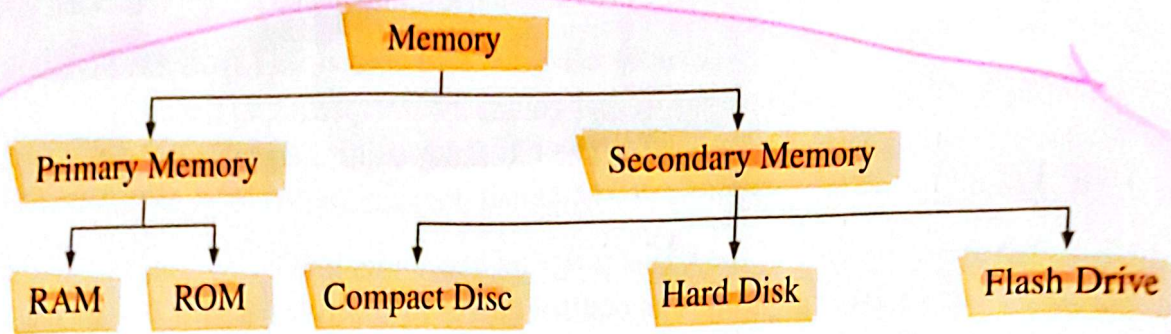 Memory
Primary Memory
Secondary Memory
RAM
ROM
Compact Disc
Hard Disk
Flash Drive